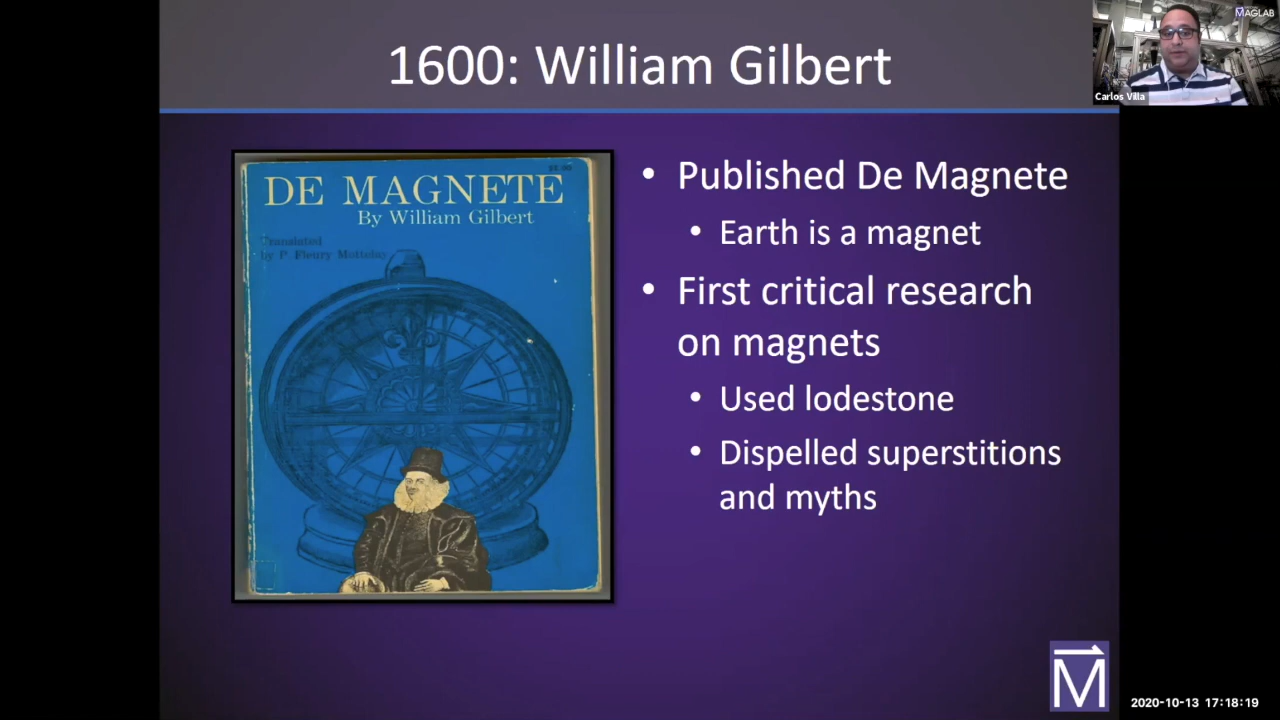 1600: William Gilbert
MAGLAB
Carlos Villa
DE MAGNETE
By William Gilbert
Translated
by P. Fleury Mottelay
• Published De Magnete
• Earth is a magnet
• First critical research
on magnets
• Used lodestone
• Dispelled superstitions
and myths
M
2020-10-13 17:18:19